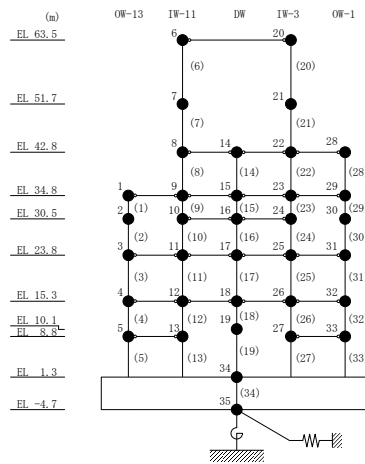 (m) OW-13 IW-11 DW IW-3 OW-1
EL 63.5 6 20
(6) (20)
EL 51.7 7 21
(7) (21)
EL 42.8 8 14 22 28
(8) (14) (22) (28
EL 34.8 1 9 15 23 29
(1) (9) (15) (23) (29
EL 30.5 2 10 16 24 30
(2) (10) (16) (24) (30
EL 23.8 3 11 17 25 31
(3) (11) (17) (25) (31
EL 15.3 4 12 18 26 32
(4) (12) (18) (26) (32
EL 10.1 19
EL 8.8 5 13 27 33
(5) (13) (19) (27) (33
EL 1.3 34
(34)
EL -4.7 35